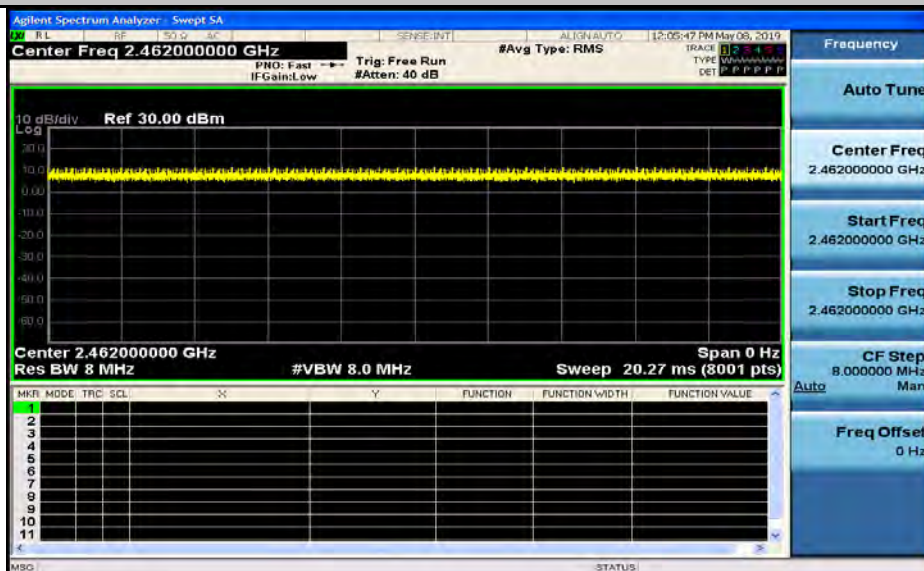 Agilent Spectrum Analyzer - Swept SA
RL RF 50 Ω AC SENSE:INT ALIGN AUTO 12:05:47 PM May 08, 2019
Center Freq 2.462000000 GHz #Avg Type: RMS TRACE 1 2 3 4 5 6
PNO: Fast Trig: Free Run TYPE
IFGain:Low #Atten: 40 dB DET P P P P P P
10 dB/div Ref 30.00 dBm
Log
20.0
10.0
0.00
-10.0
-20.0
-30.0
-40.0
-50.0
-60.0
Center 2.462000000 GHz Span 0 Hz
Res BW 8 MHz #VBW 8.0 MHz Sweep 20.27 ms (8001 pts)
MKR MODE TRC SCL X Y FUNCTION FUNCTION WIDTH FUNCTION VALUE
1
2
3
4
5
6
7
8
9
10
11
MSG STATUS
Frequency
Auto Tune
Center Freq
2.462000000 GHz
Start Freq
2.462000000 GHz
Stop Freq
2.462000000 GHz
CF Step
8.000000 MHz
Auto Man
Freq Offset
0 Hz